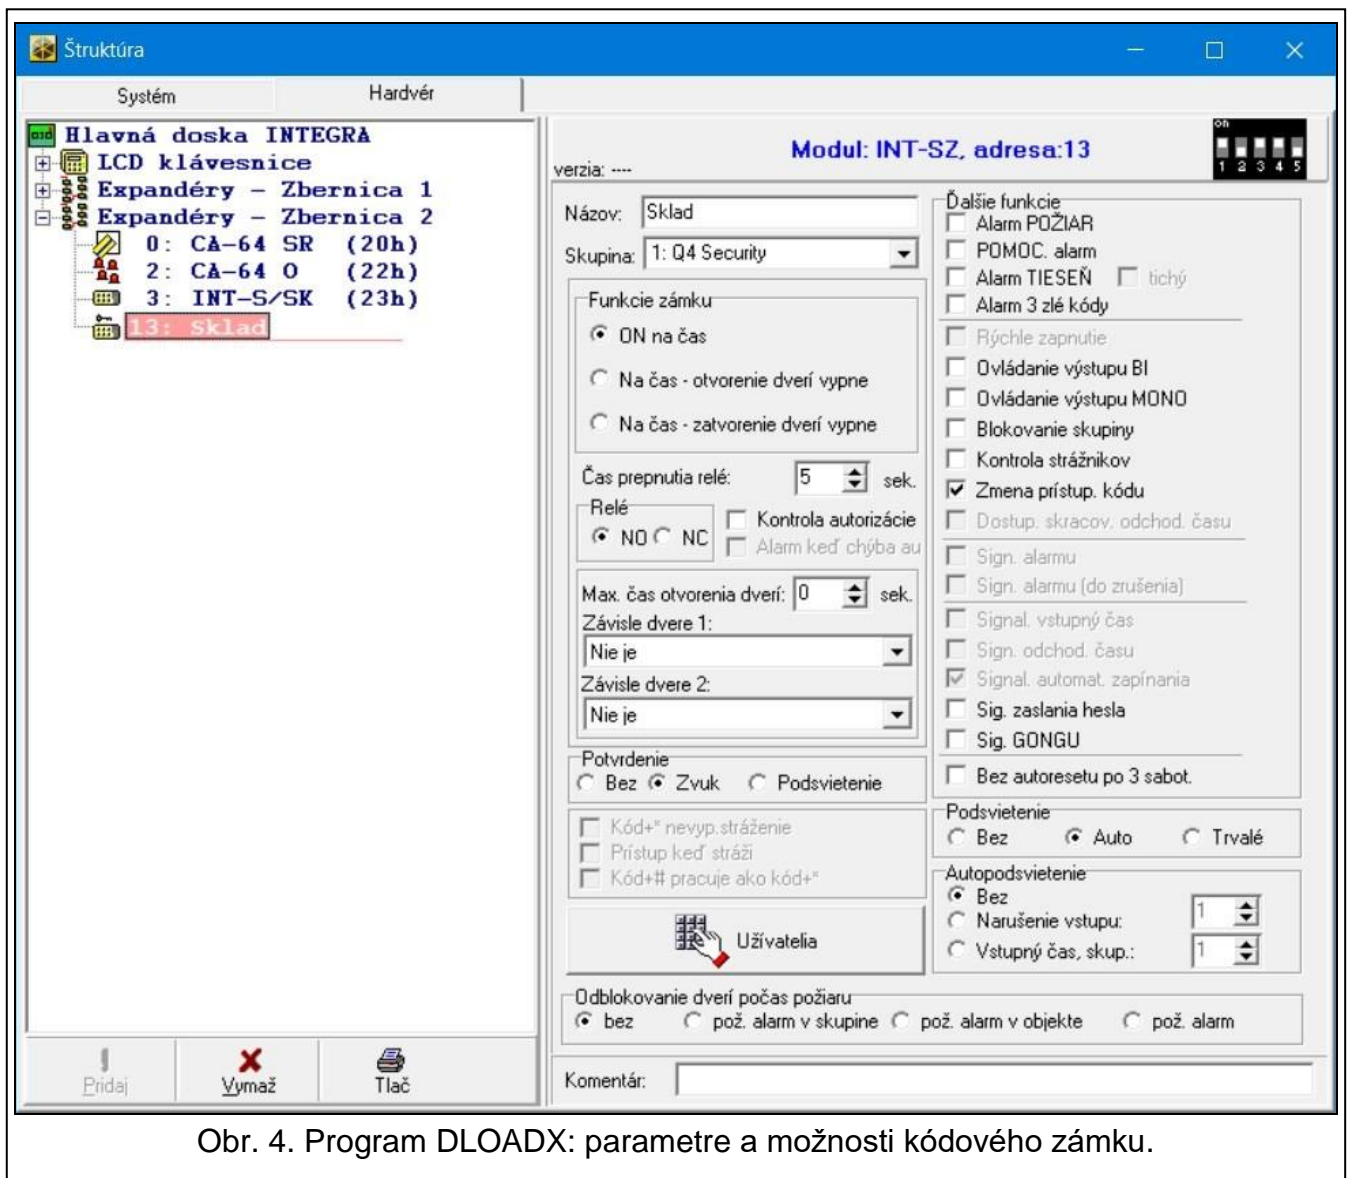 Štruktúra
Systém
Hardvér
Hlavná doska INTEGRA
LCD klávesnice
Expandéry – Zbernica 1
Expandéry – Zbernica 2
0: CA-64 SR (20h)
2: CA-64 O (22h)
3: INT-S/SK (23h)
13: Sklad
Pridaj
Vymaž
Tlač
verzia: ----
Modul: INT-SZ, adresa:13
on
1 2 3 4 5
Názov: Sklad
Skupina: 1: Q4 Security
Funkcie zámku
ON na čas
Na čas - otvorenie dverí vypne
Na čas - zatvorenie dverí vypne
Čas prepnutia relé: 5 sek.
Relé
NO NC
Kontrola autorizácie
Alarm keď chýba au
Max. čas otvorenia dverí: 0 sek.
Závisle dvere 1:
Nie je
Závisle dvere 2:
Nie je
Potvrdenie
Bez Zvuk Podsvietenie
Kód+* nevyp.stráženie
Prístup keď stráži
Kód+# pracuje ako kód+*
Užívatelia
Ďalšie funkcie
Alarm POŽIAR
POMOC. alarm
Alarm TIESEŇ tichý
Alarm 3 zlé kódy
Rýchle zapnutie
Ovládanie výstupu BI
Ovládanie výstupu MONO
Blokovanie skupiny
Kontrola strážnikov
Zmena prístup. kódu
Dostup. skracov. odchod. času
Sign. alarmu
Sign. alarmu (do zrušenia)
Signal. vstupný čas
Sign. odchod. času
Signal. automat. zapínania
Sig. zaslania hesla
Sig. GONGU
Bez autoresetu po 3 sabot.
Podsvietenie
Bez Auto Trvalé
Autopodsvietenie
Bez
Narušenie vstupu: 1
Vstupný čas, skup.: 1
Odblokovanie dverí počas požiaru
bez pož. alarm v skupine pož. alarm v objekte pož. alarm
Komentár:
Obr. 4. Program DLOADX: parametre a možnosti kódového zámku.